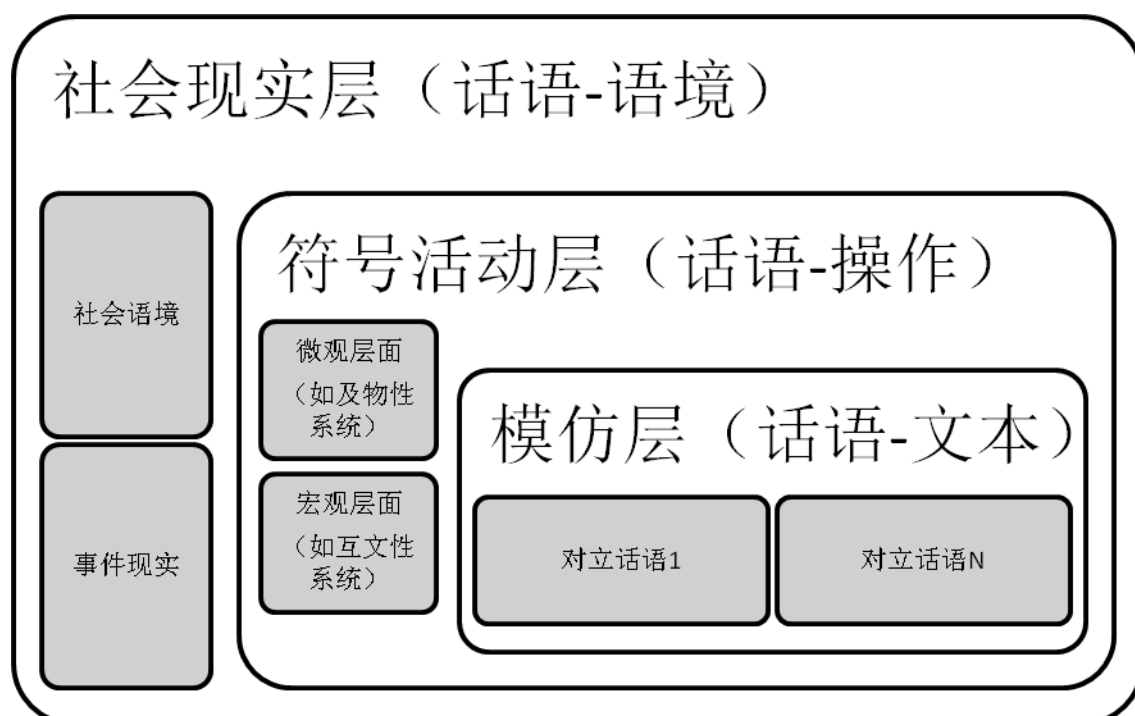 社会现实层（话语-语境）
社会语境
事件现实
符号活动层（话语-操作）
微观层面
（如及物性
系统）
宏观层面
（如互文性
系统）
模仿层（话语-文本）
对立话语1
对立话语N